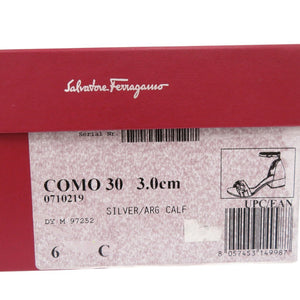 Salvatore Ferragamo
Serial Nr
COMO 30 3.0cm
0710219
SILVER/ARG CALF
DY M 97252
UPC/EAN
6 C
8 057453 149987